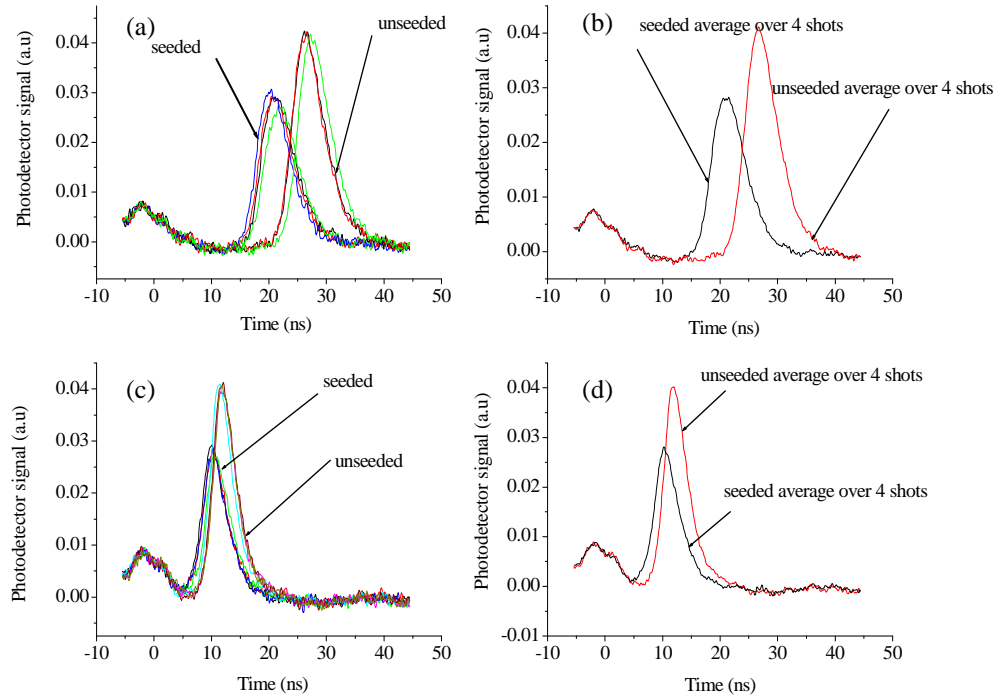 (a)
seeded
unseeded
0.04
0.03
0.02
0.01
0.00
Photodetector signal (a.u)
-10 0 10 20 30 40 50
Time (ns)
(b)
seeded average over 4 shots
unseeded average over 4 shots
0.04
0.03
0.02
0.01
0.00
Photodetector signal (a.u)
-10 0 10 20 30 40 50
Time (ns)
(c)
seeded
unseeded
0.04
0.03
0.02
0.01
0.00
Photodetector signal (a.u)
-10 0 10 20 30 40 50
Time (ns)
(d)
unseeded average over 4 shots
seeded average over 4 shots
0.04
0.03
0.02
0.01
0.00
-0.01
Photodetector signal (a.u)
-10 0 10 20 30 40 50
Time (ns)